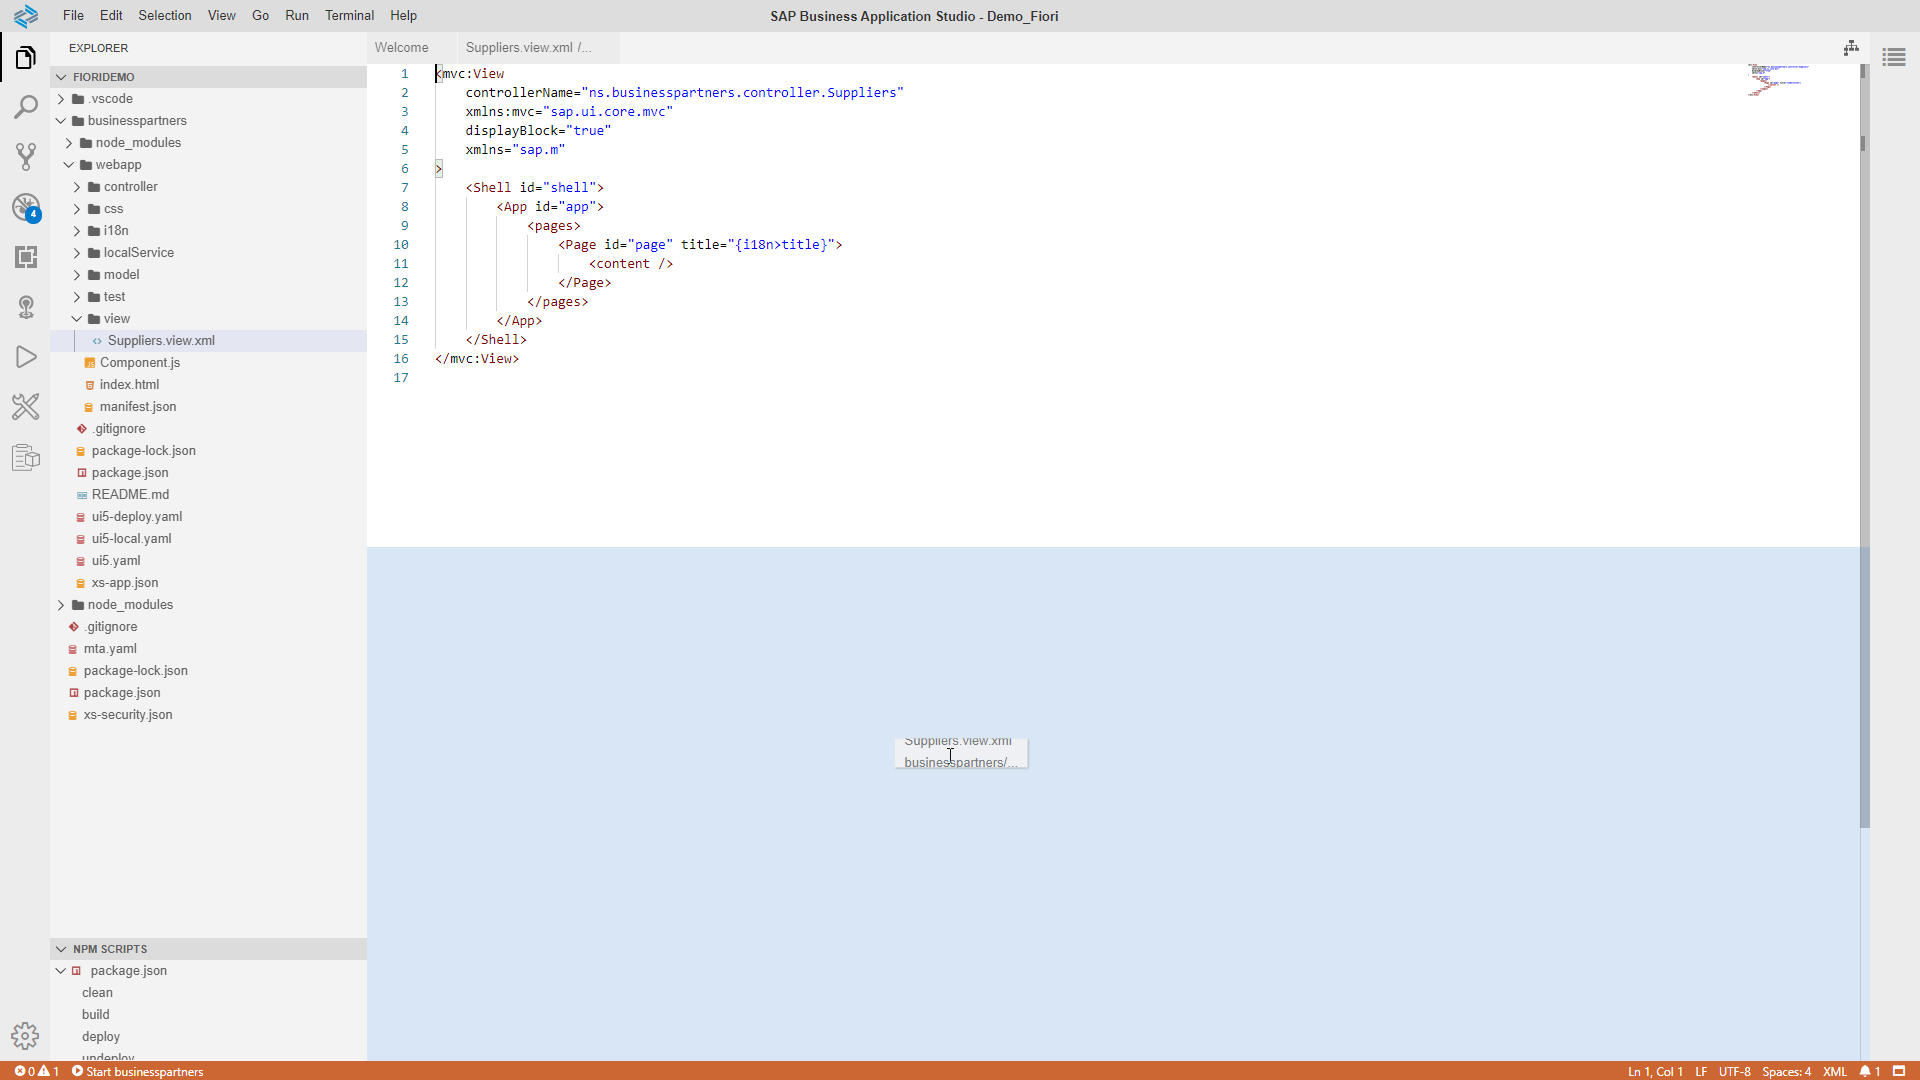 File Edit Selection View Go Run Terminal Help
SAP Business Application Studio - Demo_Fiori
EXPLORER
FIORIDEMO
.vscode
businesspartners
node_modules
webapp
controller
css
i18n
localService
model
test
view
Suppliers.view.xml
Component.js
index.html
manifest.json
.gitignore
package-lock.json
package.json
README.md
ui5-deploy.yaml
ui5-local.yaml
ui5.yaml
xs-app.json
node_modules
.gitignore
mta.yaml
package-lock.json
package.json
xs-security.json
4
NPM SCRIPTS
package.json
clean
build
deploy
undeploy
Welcome
Suppliers.view.xml /...
1 <mvc:View
2 controllerName="ns.businesspartners.controller.Suppliers"
3 xmlns:mvc="sap.ui.core.mvc"
4 displayBlock="true"
5 xmlns="sap.m"
6 >
7 <Shell id="shell">
8 <App id="app">
9 <pages>
10 <Page id="page" title="{i18n>title}">
11 <content />
12 </Page>
13 </pages>
14 </App>
15 </Shell>
16 </mvc:View>
17
Suppliers.view.xml
businesspartners/...
0 1 Start businesspartners
Ln 1, Col 1 LF UTF-8 Spaces: 4 XML 1